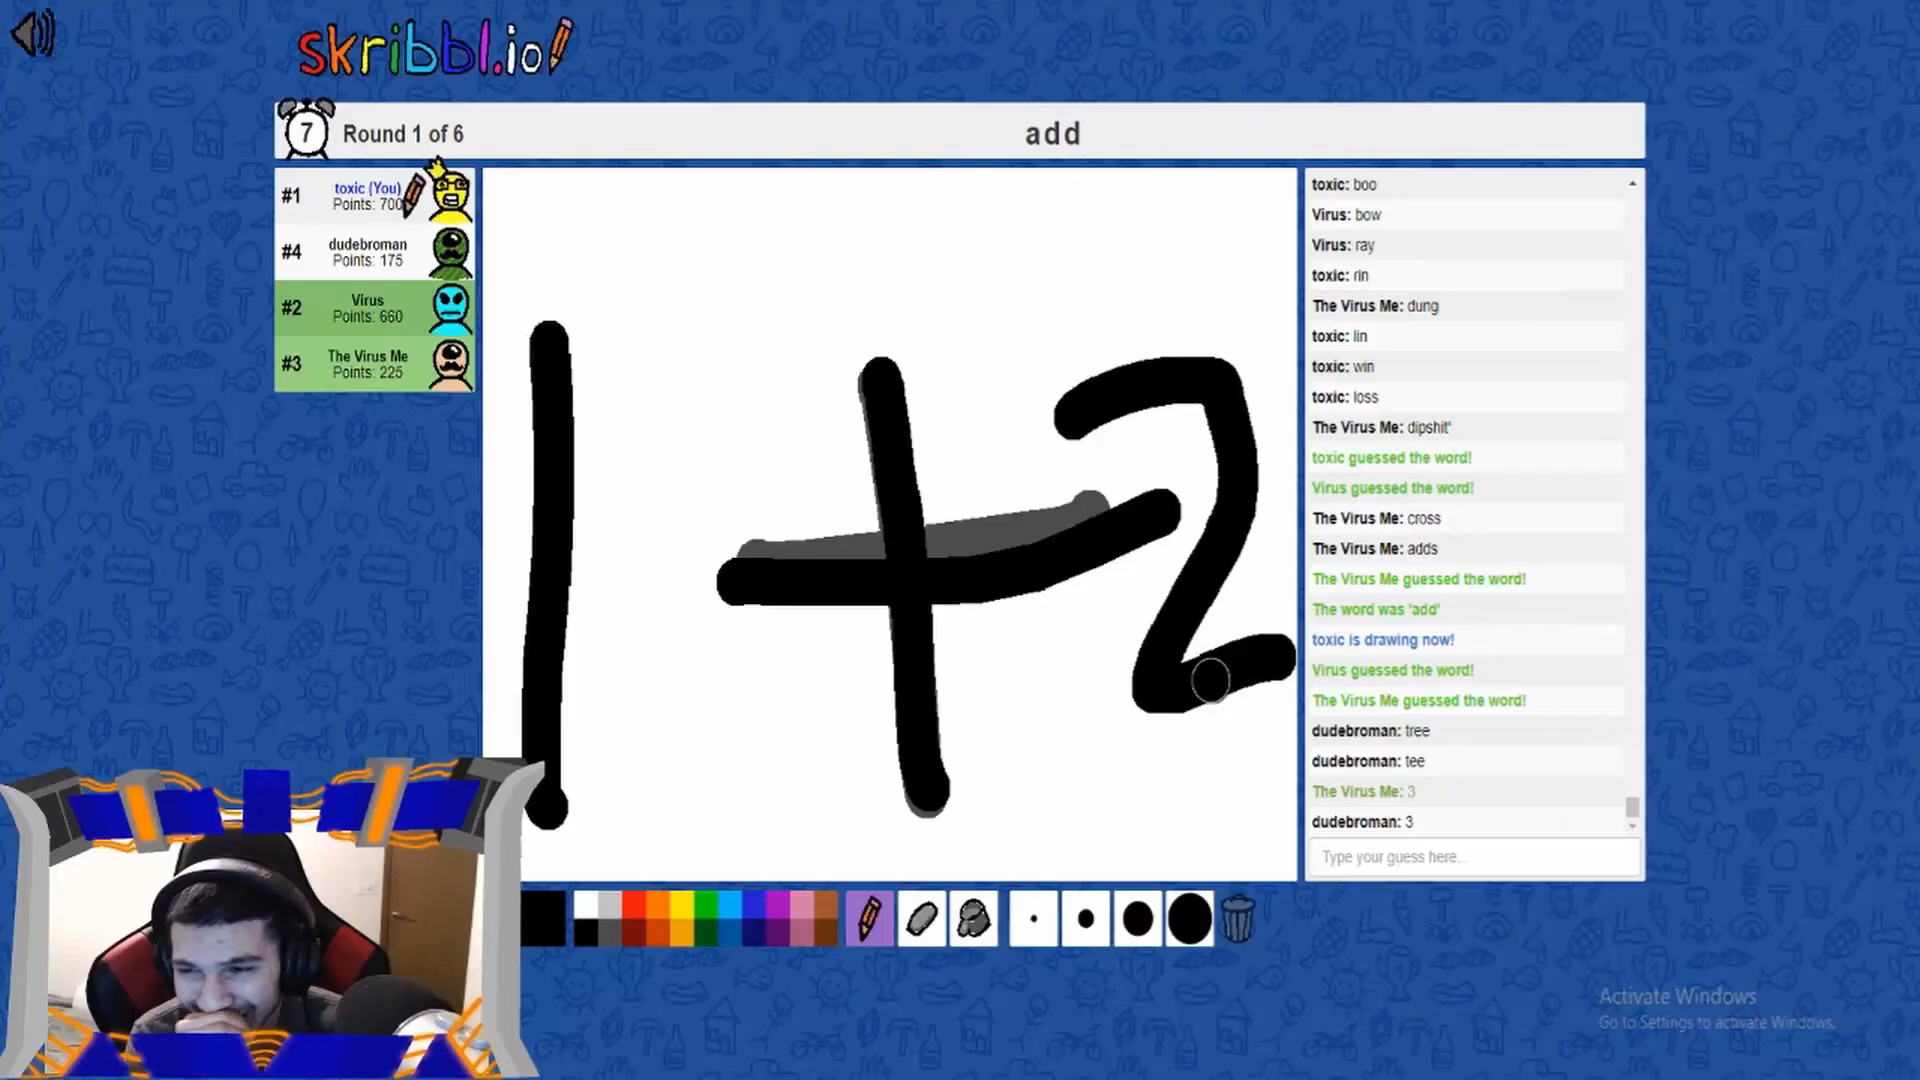 skribbl.io
7
Round 1 of 6
add
#1
toxic (You)
Points: 700
#4
dudebroman
Points: 175
#2
Virus
Points: 660
#3
The Virus Me
Points: 225
1 + 2
toxic: boo
Virus: bow
Virus: ray
toxic: rin
The Virus Me: dung
toxic: lin
toxic: win
toxic: loss
The Virus Me: dipshit'
toxic guessed the word!
Virus guessed the word!
The Virus Me: cross
The Virus Me: adds
The Virus Me guessed the word!
The word was 'add'
toxic is drawing now!
Virus guessed the word!
The Virus Me guessed the word!
dudebroman: tree
dudebroman: tee
The Virus Me: 3
dudebroman: 3
Type your guess here...
Activate Windows
Go to Settings to activate Windows.